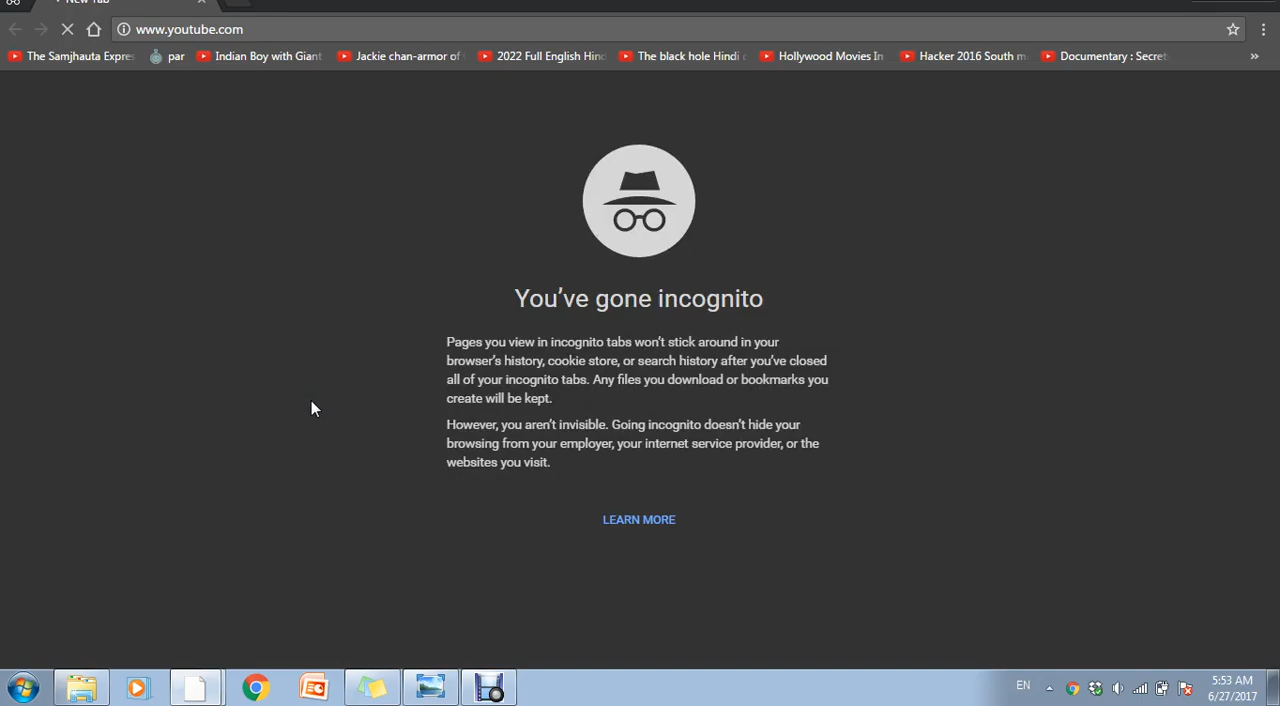 New Tab
www.youtube.com
The Samjhauta Expres par Indian Boy with Giant Jackie chan-armor of 2022 Full English Hind The black hole Hindi Hollywood Movies In Hacker 2016 South m Documentary : Secret »
You've gone incognito
Pages you view in incognito tabs won't stick around in your
browser's history, cookie store, or search history after you've closed
all of your incognito tabs. Any files you download or bookmarks you
create will be kept.
However, you aren't invisible. Going incognito doesn't hide your
browsing from your employer, your internet service provider, or the
websites you visit.
LEARN MORE
EN
5:53 AM
6/27/2017